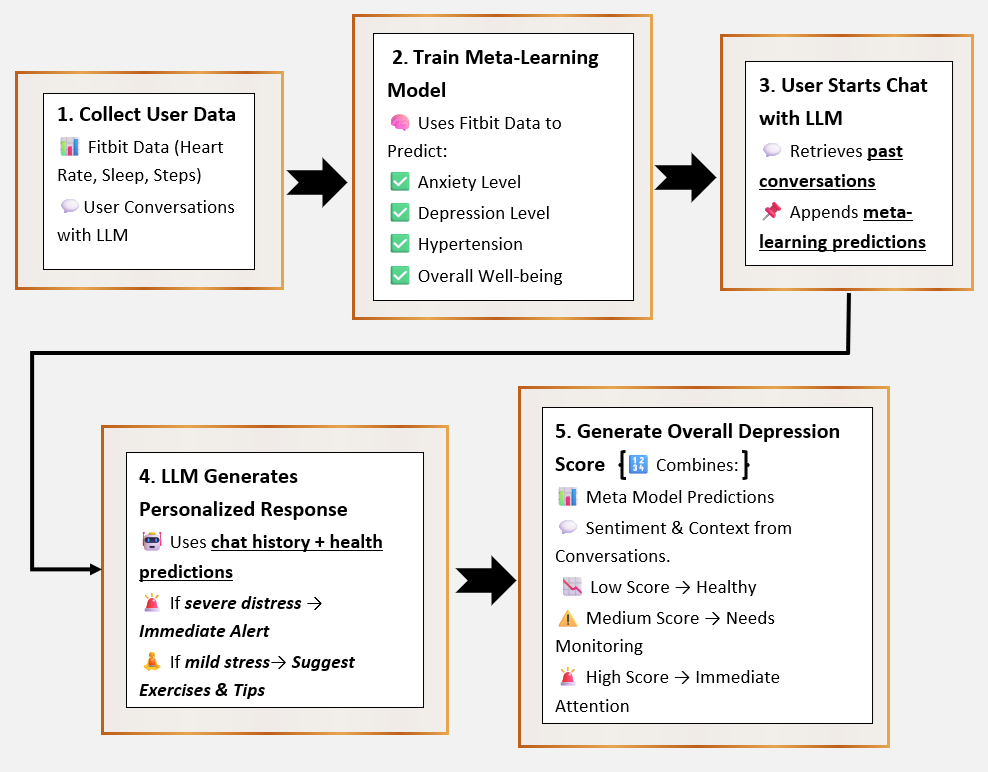 1. Collect User Data
📊 Fitbit Data (Heart
Rate, Sleep, Steps)
💬 User Conversations
with LLM
2. Train Meta-Learning
Model
🧠 Uses Fitbit Data to
Predict:
✅ Anxiety Level
✅ Depression Level
✅ Hypertension
✅ Overall Well-being
3. User Starts Chat
with LLM
💬 Retrieves past
conversations
📌 Appends meta-
learning predictions
4. LLM Generates
Personalized Response
🤖 Uses chat history + health
predictions
🚨 If severe distress →
Immediate Alert
🧘 If mild stress→ Suggest
Exercises & Tips
5. Generate Overall Depression
Score {🔢 Combines:}
📊 Meta Model Predictions
💬 Sentiment & Context from
Conversations.
📉 Low Score → Healthy
⚠️ Medium Score → Needs
Monitoring
🚨 High Score → Immediate
Attention